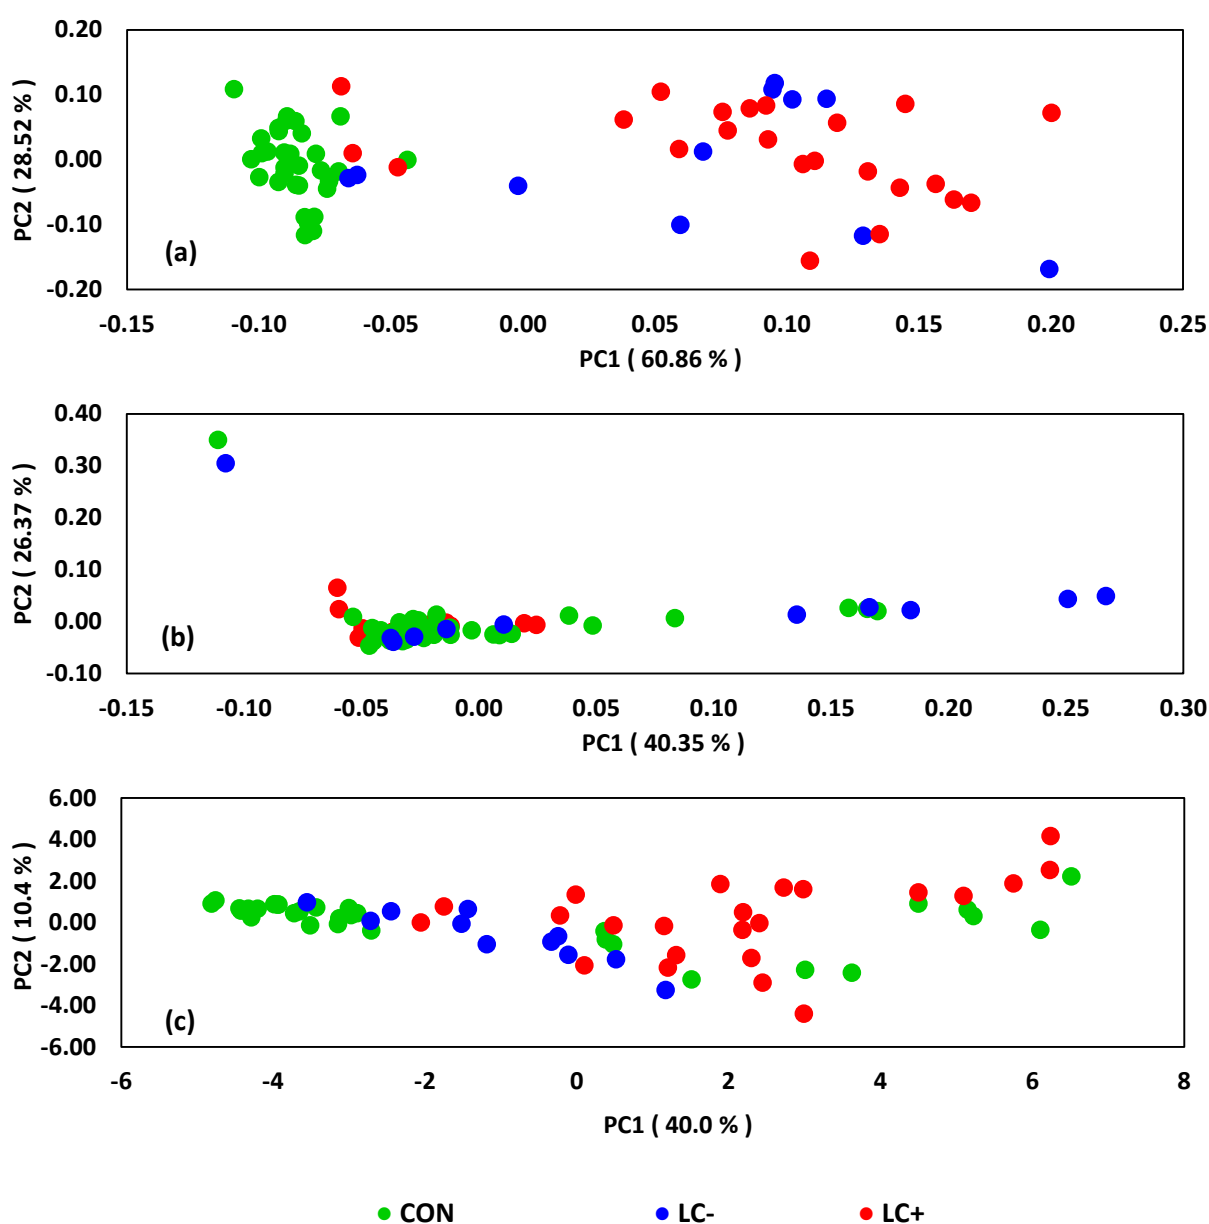 0.20
0.10
0.00
-0.10
-0.20
PC2 ( 28.52 % )
(a)
-0.15 -0.10 -0.05 0.00 0.05 0.10 0.15 0.20 0.25
PC1 ( 60.86 % )
0.40
0.30
0.20
0.10
0.00
-0.10
PC2 ( 26.37 % )
(b)
-0.15 -0.10 -0.05 0.00 0.05 0.10 0.15 0.20 0.25 0.30
PC1 ( 40.35 % )
6.00
4.00
2.00
0.00
-2.00
-4.00
-6.00
PC2 ( 10.4 % )
(c)
-6 -4 -2 0 2 4 6 8
PC1 ( 40.0 % )
CON LC- LC+